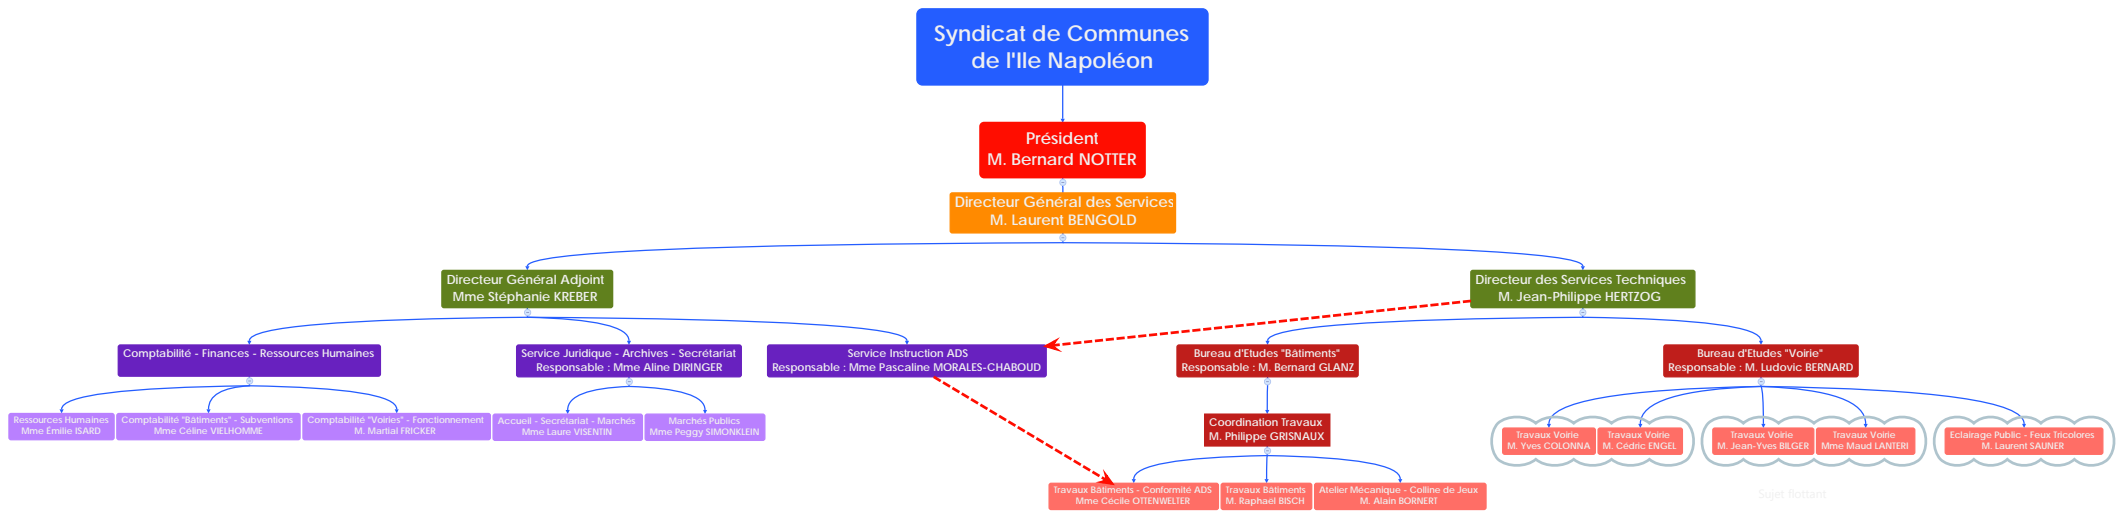 Syndicat de Communes
de l'Ile Napoléon
Président
M. Bernard NOTTER
Directeur Général des Services
M. Laurent BENGOLD
Directeur Général Adjoint
Mme Stéphanie KREBER
Directeur des Services Techniques
M. Jean-Philippe HERTZOG
Comptabilité - Finances - Ressources Humaines
Service Juridique - Archives - Secrétariat
Responsable : Mme Aline DIRINGER
Service Instruction ADS
Responsable : Mme Pascaline MORALES-CHABOUD
Bureau d'Etudes "Bâtiments"
Responsable : M. Bernard GLANZ
Bureau d'Etudes "Voirie"
Responsable : M. Ludovic BERNARD
Ressources Humaines
Mme Émilie ISARD
Comptabilité "Bâtiments" - Subventions
Mme Céline VIELHOMME
Comptabilité "Voiries" - Fonctionnement
M. Martial FRICKER
Accueil - Secrétariat - Marchés
Mme Laure VISENTIN
Marchés Publics
Mme Peggy SIMONKLEIN
Coordination Travaux
M. Philippe GRISNAUX
Travaux Voirie
M. Yves COLONNA
Travaux Voirie
M. Cédric ENGEL
Travaux Voirie
M. Jean-Yves BILGER
Travaux Voirie
Mme Maud LANTERI
Eclairage Public - Feux Tricolores
M. Laurent SAUNER
Travaux Bâtiments - Conformité ADS
Mme Cécile OTTENWELTER
Travaux Bâtiments
M. Raphaël BISCH
Atelier Mécanique - Colline de Jeux
M. Alain BORNERT
Sujet flottant